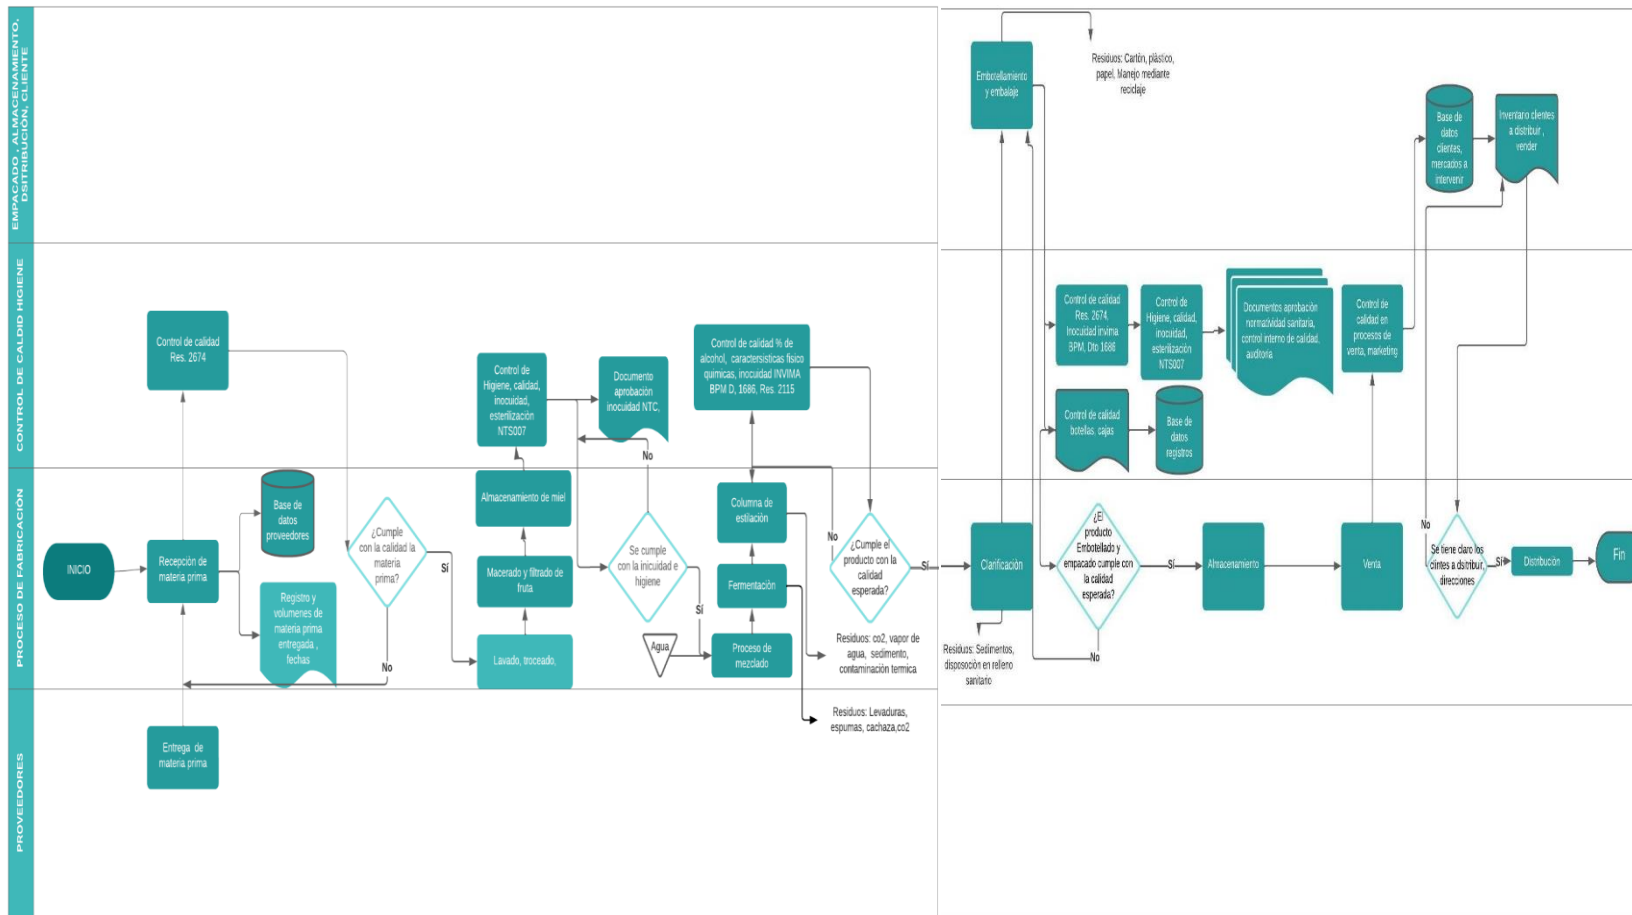 EMPACADO , ALMACENAMIENTO,
DSITRIBUCIÓN, CLIENTE
CONTROL DE CALDID HIGIENE
PROCESO DE FABRICACIÓN
PROVEEDORES
INICIO
Control de calidad
Res. 2674
Recepción de
materia prima
Base de
datos
proveedores
Registro y
volumenes de
materia prima
entregada ,
fechas
Entrega de
materia prima
¿Cumple
con la calidad la
materia
prima?
Sí
No
Control de
Higiene, calidad,
inocuidad,
esterilización
NTS007
Documento
aprobación
inocuidad NTC,
Almacenamiento de miel
Macerado y filtrado de
fruta
Lavado, troceado,
No
Se cumple
con la inicuidad e
higiene
Sí
Agua
Control de calidad % de
alcohol, caractersisticas físico
quimicas, inocuidad INVIMA
BPM D, 1686, Res. 2115
Columna de
estilación
Fermentación
Proceso de
mezclado
No
¿Cumple el
producto con la
calidad
esperada?
Sí
Residuos: co2, vapor de
agua, sedimento,
contaminación termica
Residuos: Levaduras,
espumas, cachaza,co2
Embotellamiento
y embalaje
Residuos: Cartón, plástico,
papel, Manejo mediante
reciclaje
Control de calidad
Res. 2674,
Inocuidad invima
BPM, Dto 1686
Control de
Higiene, calidad,
inocuidad,
esterilización
NTS007
Documentos aprobación
normatividad sanitaria,
control interno de calidad,
auditoria
Control de calidad
botellas, cajas
Base de
datos
registros
Control de
calidad en
procesos de
venta, marketing
Base de
datos
clientes,
mercados a
intervenir
Inventario clientes
a distribuir ,
vender
Clarificación
Residuos: Sedimentos,
disposoción en relleno
sanitario
¿El
producto
Embotellado y
empacado cumple con
la calidad
esperada?
No
Sí
Almacenamiento
Venta
No
Se tiene claro los
clintes a dsitribuir,
direcciones
Sí
Distribución
Fin